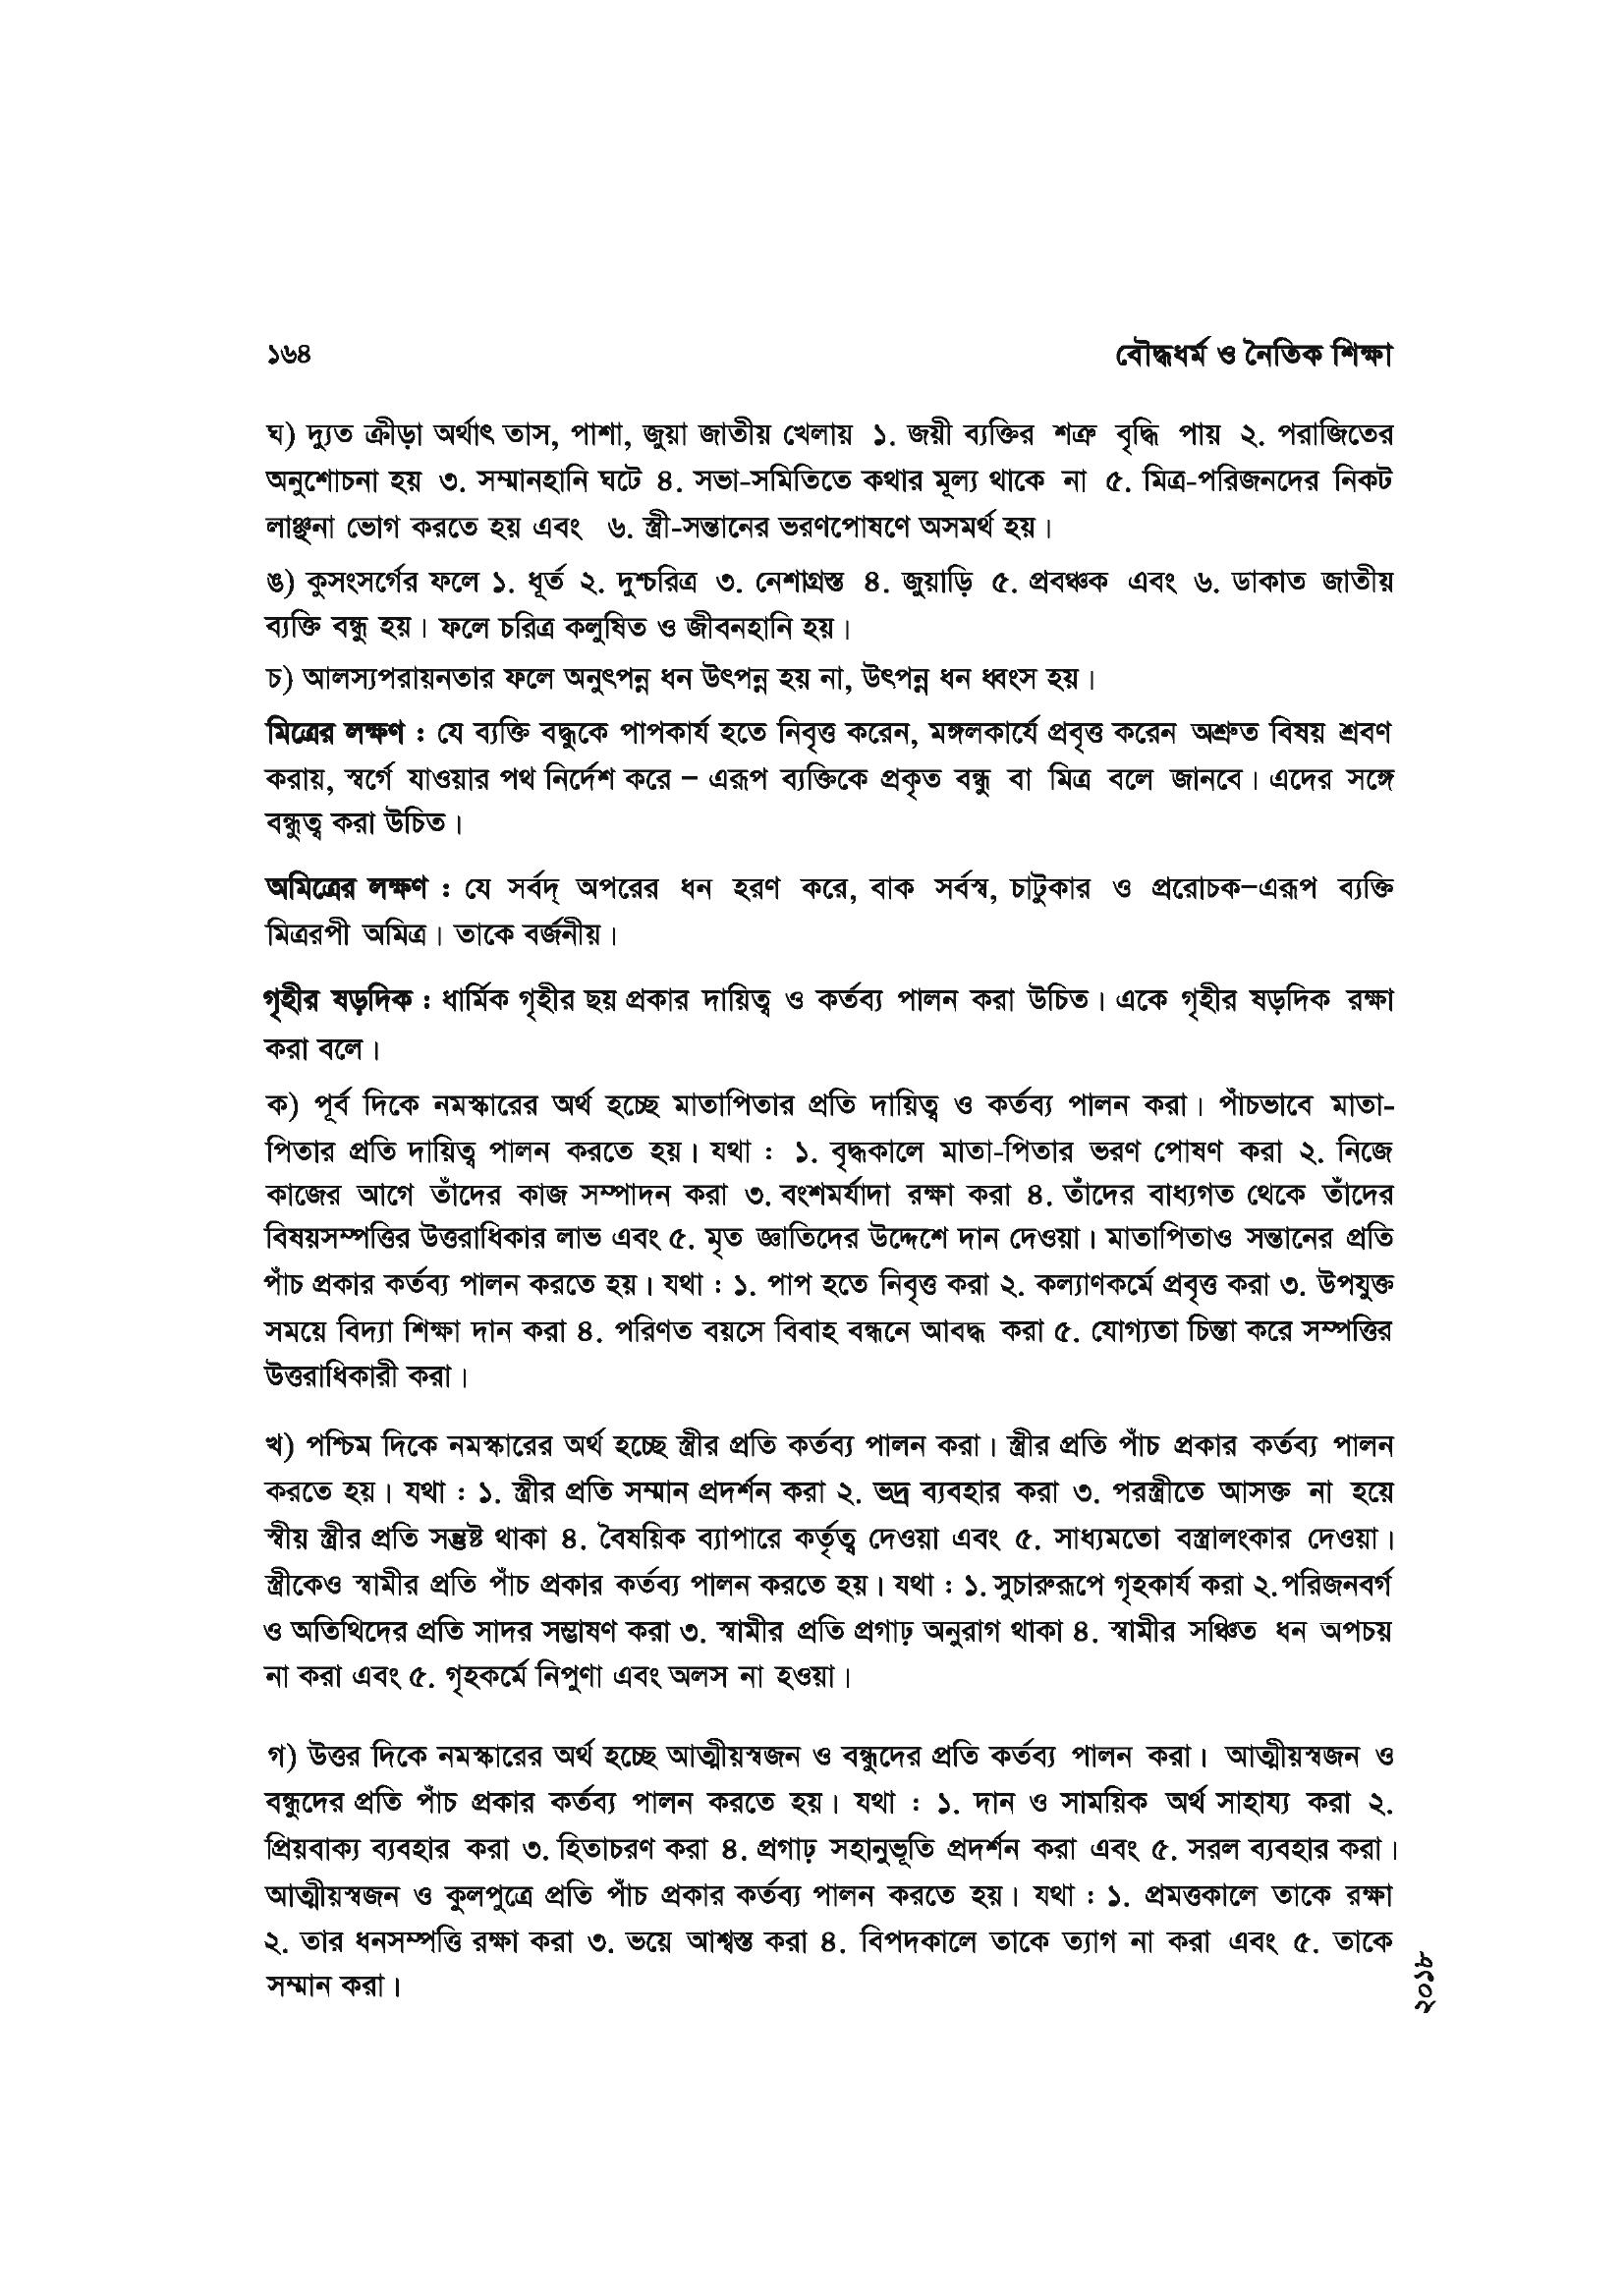 ১৬৪
বৌদ্ধধর্ম ও নৈতিক শিক্ষা
ঘ) দ্যুত ক্রীড়া অর্থাৎ তাস, পাশা, জুয়া জাতীয় খেলায় ১. জয়ী ব্যক্তির শত্রু বৃদ্ধি পায় ২. পরাজিতের
অনুশোচনা হয় ৩. সম্মানহানি ঘটে ৪. সভা-সমিতিতে কথার মূল্য থাকে না ৫. মিত্র-পরিজনদের নিকট
লাঞ্ছনা ভোগ করতে হয় এবং ৬. স্ত্রী-সন্তানের ভরণপোষণে অসমর্থ হয়।
ঙ) কুসংসর্গের ফলে ১. ধূর্ত ২. দুশ্চরিত্র ৩. নেশাগ্রস্ত ৪. জুয়াড়ি ৫. প্রবঞ্চক এবং ৬. ডাকাত জাতীয়
ব্যক্তি বন্ধু হয়। ফলে চরিত্র কলুষিত ও জীবনহানি হয়।
চ) আলস্যপরায়নতার ফলে অনুৎপন্ন ধন উৎপন্ন হয় না, উৎপন্ন ধন ধ্বংস হয়।
মিত্রের লক্ষণ : যে ব্যক্তি বদ্ধুকে পাপকার্য হতে নিবৃত্ত করেন, মঙ্গলকার্যে প্রবৃত্ত করেন অশ্রুত বিষয় শ্রবণ
করায়, স্বর্গে যাওয়ার পথ নির্দেশ করে – এরূপ ব্যক্তিকে প্রকৃত বন্ধু বা মিত্র বলে জানবে। এদের সঙ্গে
বন্ধুত্ব করা উচিত।
অমিত্রের লক্ষণ : যে সর্বদ্ অপরের ধন হরণ করে, বাক সর্বস্ব, চাটুকার ও প্ররোচক–এরূপ ব্যক্তি
মিত্ররপী অমিত্র। তাকে বর্জনীয়।
গৃহীর ষড়দিক : ধার্মিক গৃহীর ছয় প্রকার দায়িত্ব ও কর্তব্য পালন করা উচিত। একে গৃহীর ষড়দিক রক্ষা
করা বলে।
ক) পূর্ব দিকে নমস্কারের অর্থ হচ্ছে মাতাপিতার প্রতি দায়িত্ব ও কর্তব্য পালন করা। পাঁচভাবে মাতা-
পিতার প্রতি দায়িত্ব পালন করতে হয়। যথা : ১. বৃদ্ধকালে মাতা-পিতার ভরণ পোষণ করা ২. নিজে
কাজের আগে তাঁদের কাজ সম্পাদন করা ৩. বংশমর্যাদা রক্ষা করা ৪. তাঁদের বাধ্যগত থেকে তাঁদের
বিষয়সম্পত্তির উত্তরাধিকার লাভ এবং ৫. মৃত জ্ঞাতিদের উদ্দেশে দান দেওয়া। মাতাপিতাও সন্তানের প্রতি
পাঁচ প্রকার কর্তব্য পালন করতে হয়। যথা : ১. পাপ হতে নিবৃত্ত করা ২. কল্যাণকর্মে প্রবৃত্ত করা ৩. উপযুক্ত
সময়ে বিদ্যা শিক্ষা দান করা ৪. পরিণত বয়সে বিবাহ বন্ধনে আবদ্ধ করা ৫. যোগ্যতা চিন্তা করে সম্পত্তির
উত্তরাধিকারী করা।
খ) পশ্চিম দিকে নমস্কারের অর্থ হচ্ছে স্ত্রীর প্রতি কর্তব্য পালন করা। স্ত্রীর প্রতি পাঁচ প্রকার কর্তব্য পালন
করতে হয়। যথা : ১. স্ত্রীর প্রতি সম্মান প্রদর্শন করা ২. ভদ্র ব্যবহার করা ৩. পরস্ত্রীতে আসক্ত না হয়ে
স্বীয় স্ত্রীর প্রতি সন্তুষ্ট থাকা ৪. বৈষয়িক ব্যাপারে কর্তৃত্ব দেওয়া এবং ৫. সাধ্যমতো বস্ত্রালংকার দেওয়া।
স্ত্রীকেও স্বামীর প্রতি পাঁচ প্রকার কর্তব্য পালন করতে হয়। যথা : ১. সুচারুরূপে গৃহকার্য করা ২.পরিজনবর্গ
ও অতিথিদের প্রতি সাদর সম্ভাষণ করা ৩. স্বামীর প্রতি প্রগাঢ় অনুরাগ থাকা ৪. স্বামীর সঞ্চিত ধন অপচয়
না করা এবং ৫. গৃহকর্মে নিপুণা এবং অলস না হওয়া।
গ) উত্তর দিকে নমস্কারের অর্থ হচ্ছে আত্মীয়স্বজন ও বন্ধুদের প্রতি কর্তব্য পালন করা। আত্মীয়স্বজন ও
বন্ধুদের প্রতি পাঁচ প্রকার কর্তব্য পালন করতে হয়। যথা : ১. দান ও সাময়িক অর্থ সাহায্য করা ২.
প্রিয়বাক্য ব্যবহার করা ৩. হিতাচরণ করা ৪. প্রগাঢ় সহানুভূতি প্রদর্শন করা এবং ৫. সরল ব্যবহার করা।
আত্মীয়স্বজন ও কুলপুত্রে প্রতি পাঁচ প্রকার কর্তব্য পালন করতে হয়। যথা : ১. প্রমত্তকালে তাকে রক্ষা
২. তার ধনসম্পত্তি রক্ষা করা ৩. ভয়ে আশ্বস্ত করা ৪. বিপদকালে তাকে ত্যাগ না করা এবং ৫. তাকে
সম্মান করা।
২০১৮